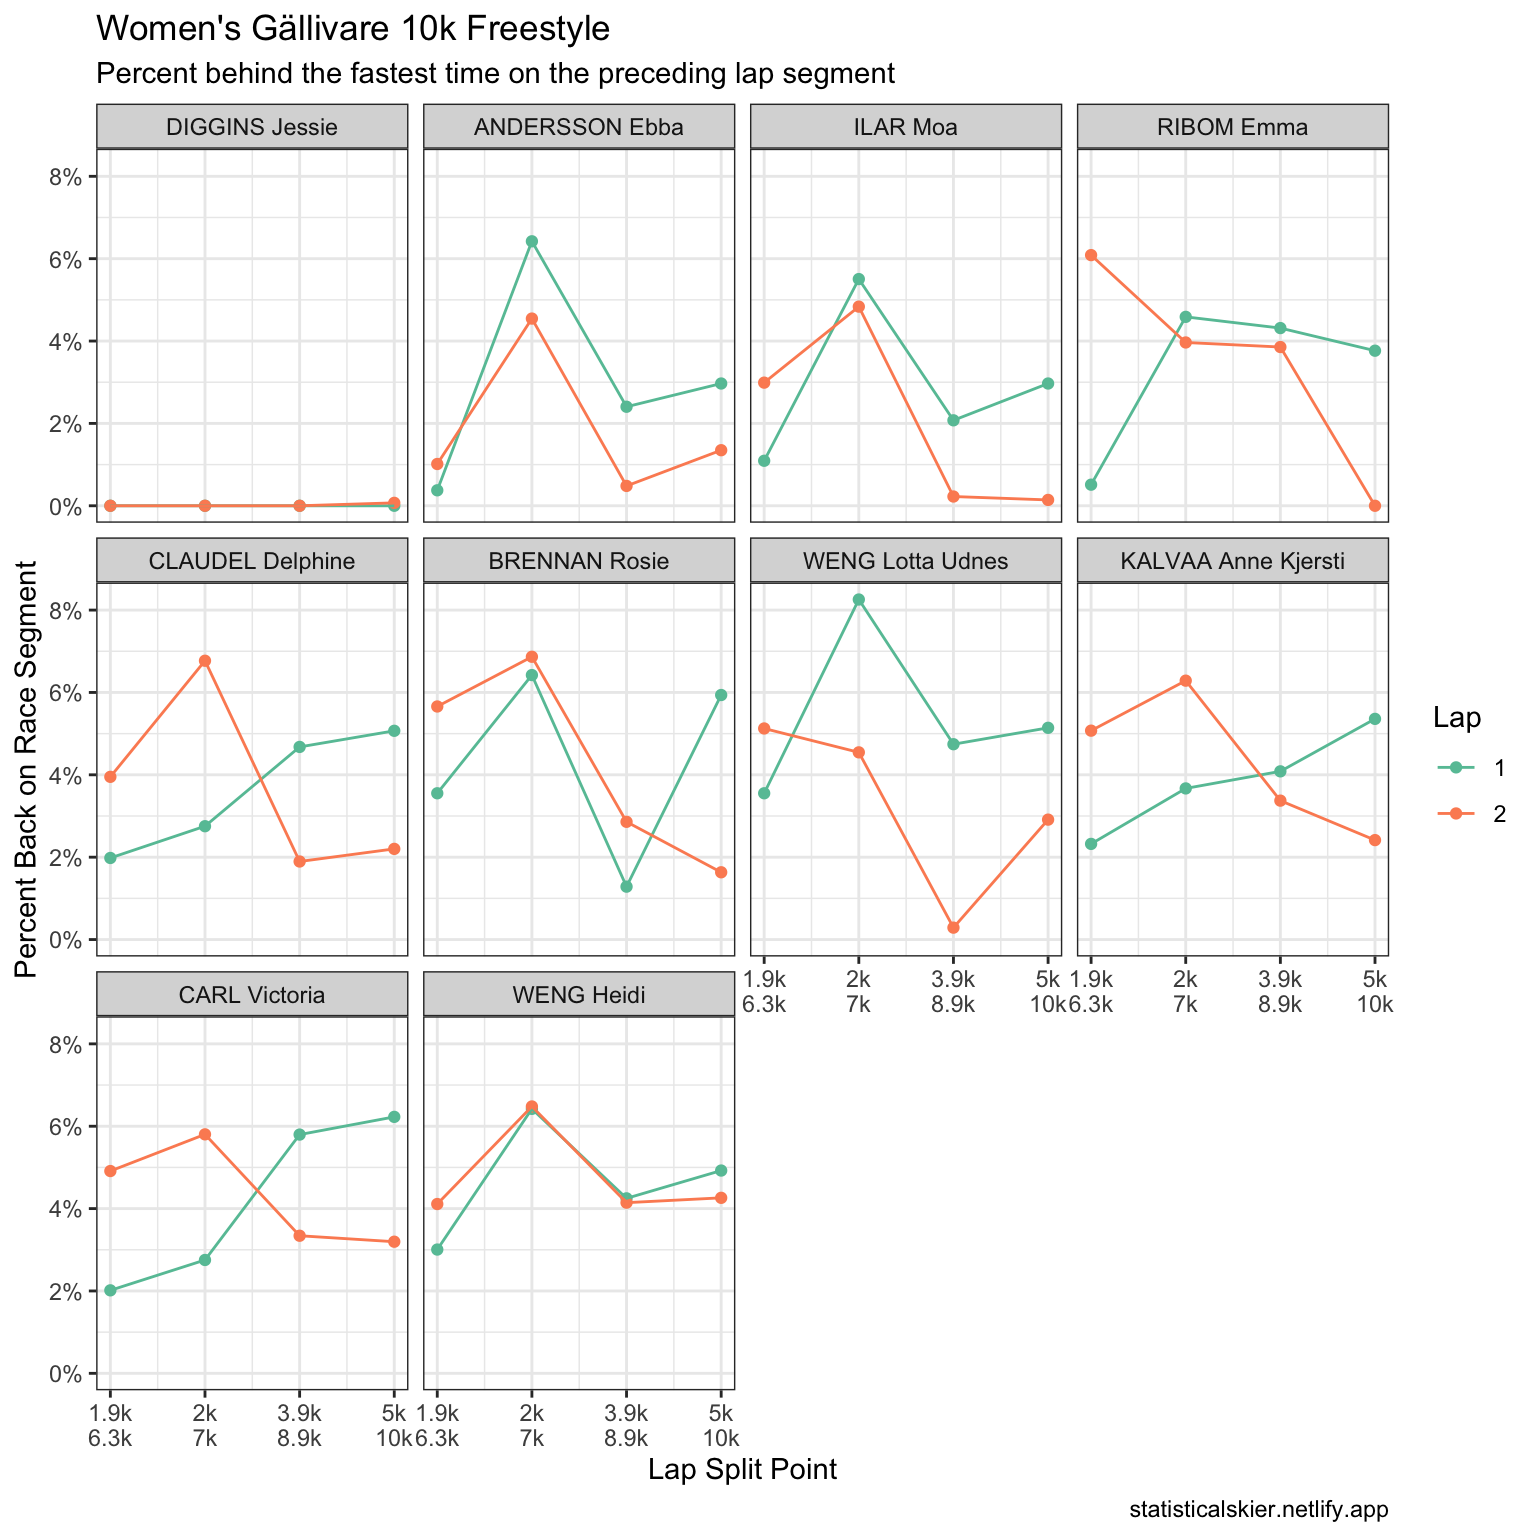 Women's Gällivare 10k Freestyle
Percent behind the fastest time on the preceding lap segment
DIGGINS Jessie
ANDERSSON Ebba
ILAR Moa
RIBOM Emma
8%
6%
4%
2%
0%
CLAUDEL Delphine
BRENNAN Rosie
WENG Lotta Udnes
KALVAA Anne Kjersti
8%
6%
4%
2%
0%
1.9k 2k 3.9k 5k 1.9k 2k 3.9k 5k
6.3k 7k 8.9k 10k 6.3k 7k 8.9k 10k
CARL Victoria
WENG Heidi
8%
6%
4%
2%
0%
1.9k 2k 3.9k 5k 1.9k 2k 3.9k 5k
6.3k 7k 8.9k 10k 6.3k 7k 8.9k 10k
Percent Back on Race Segment
Lap Split Point
Lap
1
2
statisticalskier.netlify.app